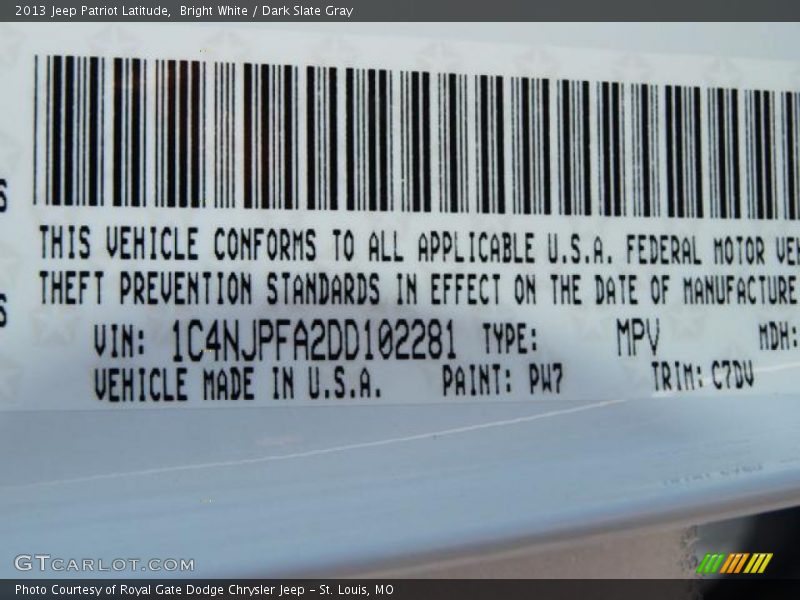 2013 Jeep Patriot Latitude, Bright White / Dark Slate Gray
THIS VEHICLE CONFORMS TO ALL APPLICABLE U.S.A. FEDERAL MOTOR VEH
THEFT PREVENTION STANDARDS IN EFFECT ON THE DATE OF MANUFACTURE
VIN: 1C4NJPFA2DD102281 TYPE: MPV MDH:
VEHICLE MADE IN U.S.A. PAINT: PW7 TRIM: C7DV
GTCARLOT.COM
Photo Courtesy of Royal Gate Dodge Chrysler Jeep – St. Louis, MO